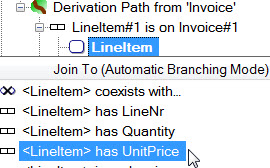 Derivation Path from 'Invoice'
LineItem#1 is on Invoice#1
LineItem
Join To (Automatic Branching Mode)
<LineItem> coexists with...
<LineItem> has LineNr
<LineItem> has Quantity
<LineItem> has UnitPrice